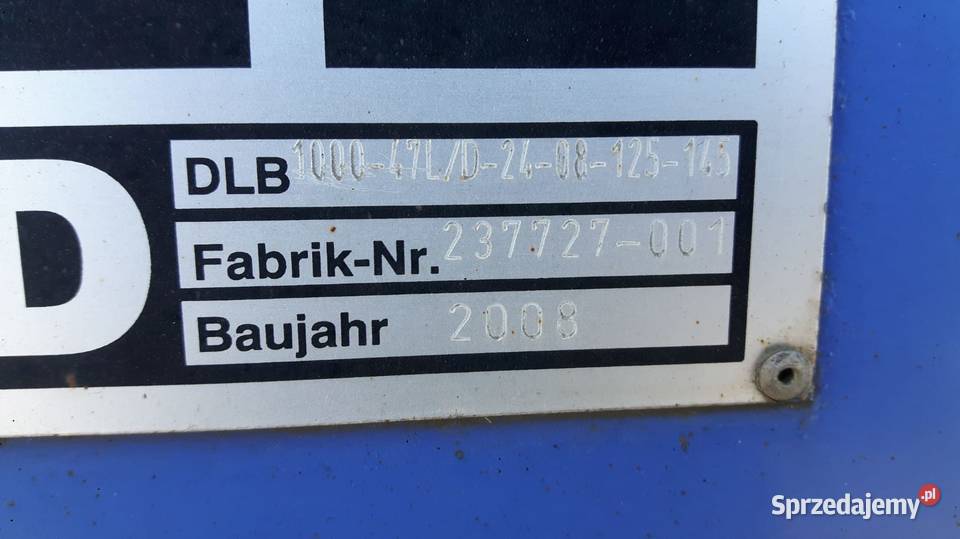 D
DLB 1000-47L/D-24-08-125-145
Fabrik-Nr. 237727-001
Baujahr 2008
Sprzedajemy.pl